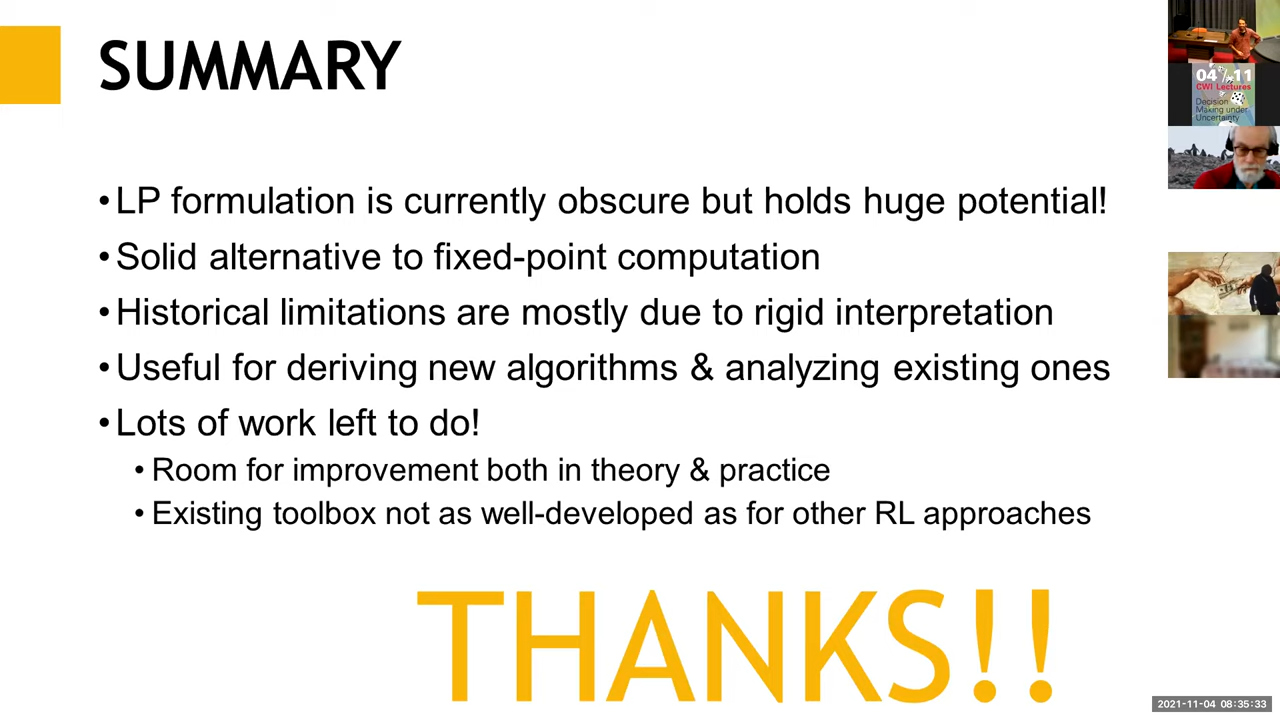 SUMMARY
•LP formulation is currently obscure but holds huge potential!
•Solid alternative to fixed-point computation
•Historical limitations are mostly due to rigid interpretation
•Useful for deriving new algorithms & analyzing existing ones
•Lots of work left to do!
•Room for improvement both in theory & practice
•Existing toolbox not as well-developed as for other RL approaches
THANKS!!
04 11
CWI Lectures
Decision
Making under
Uncertainty
2021-11-04 08:35:33